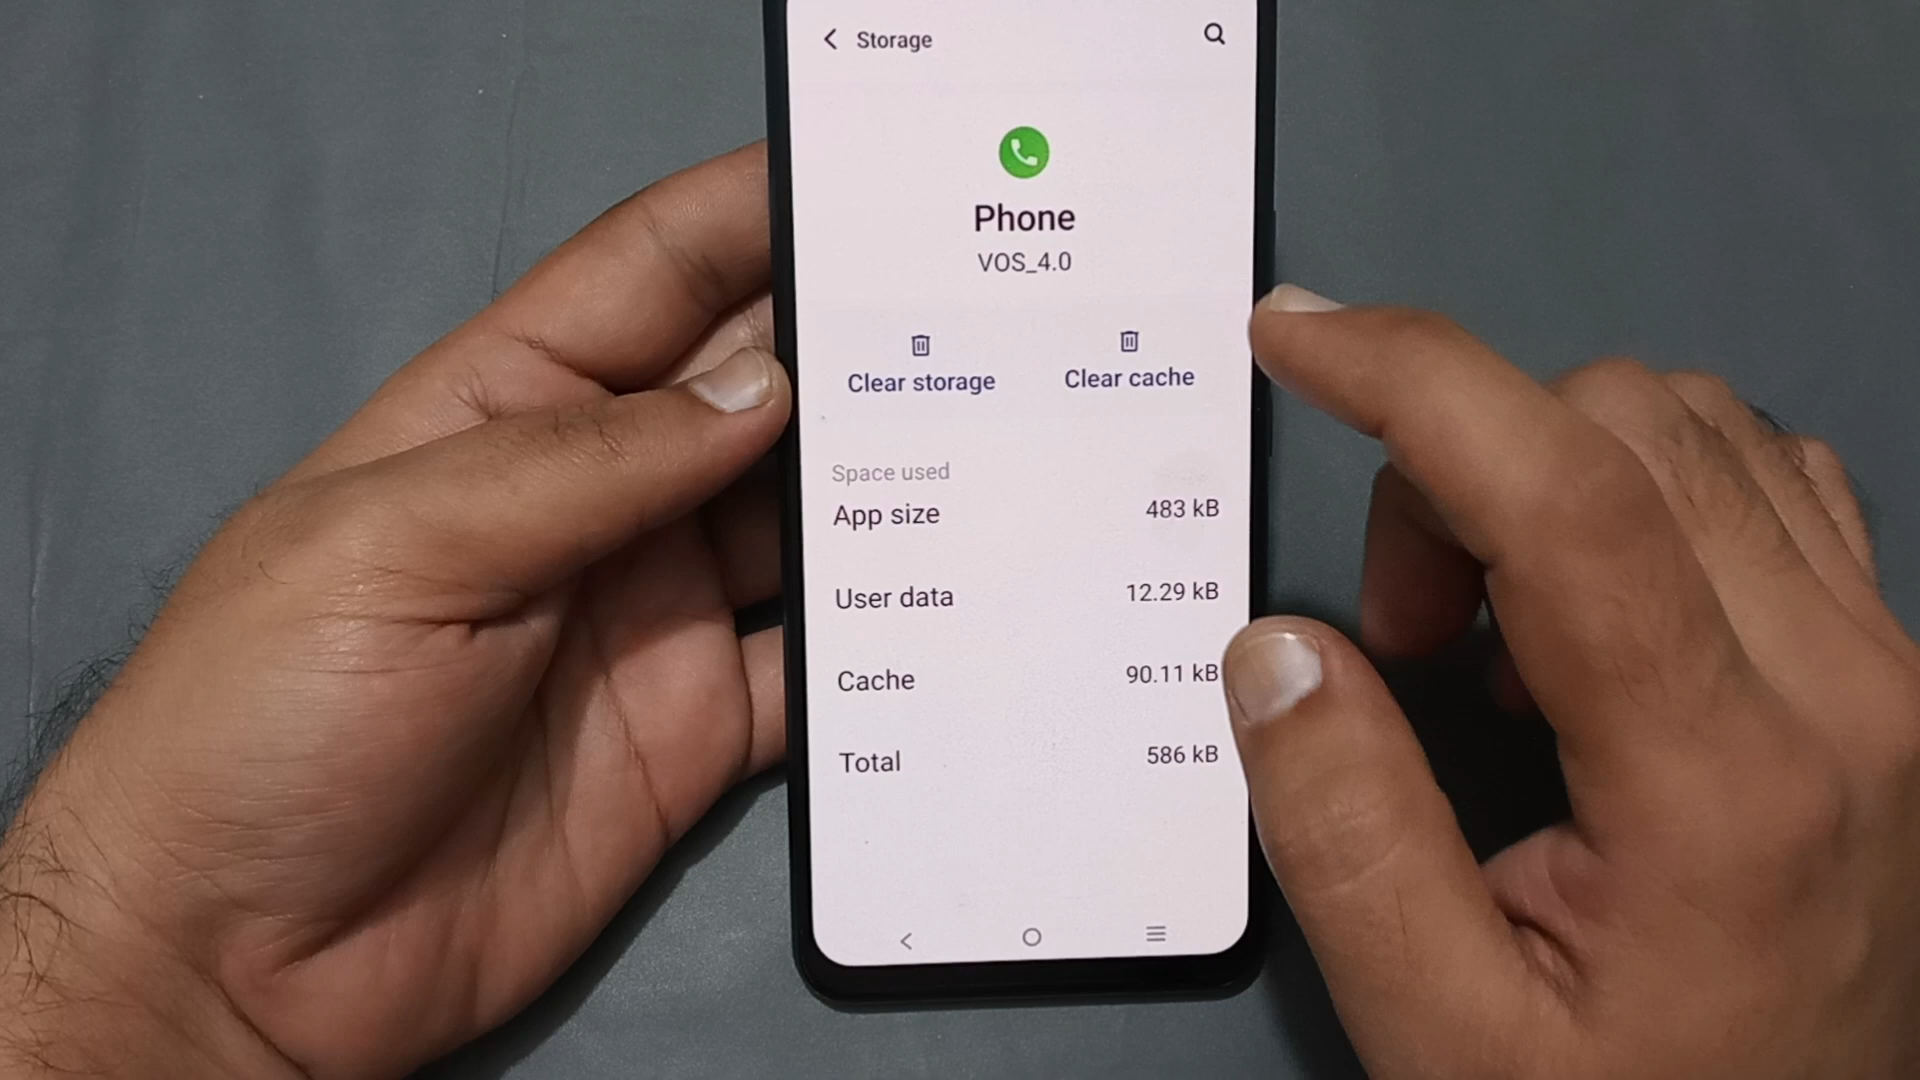 Storage
Phone
VOS_4.0
Clear storage
Clear cache
Space used
App size
483 kB
User data
12.29 kB
Cache
90.11 kB
Total
586 kB